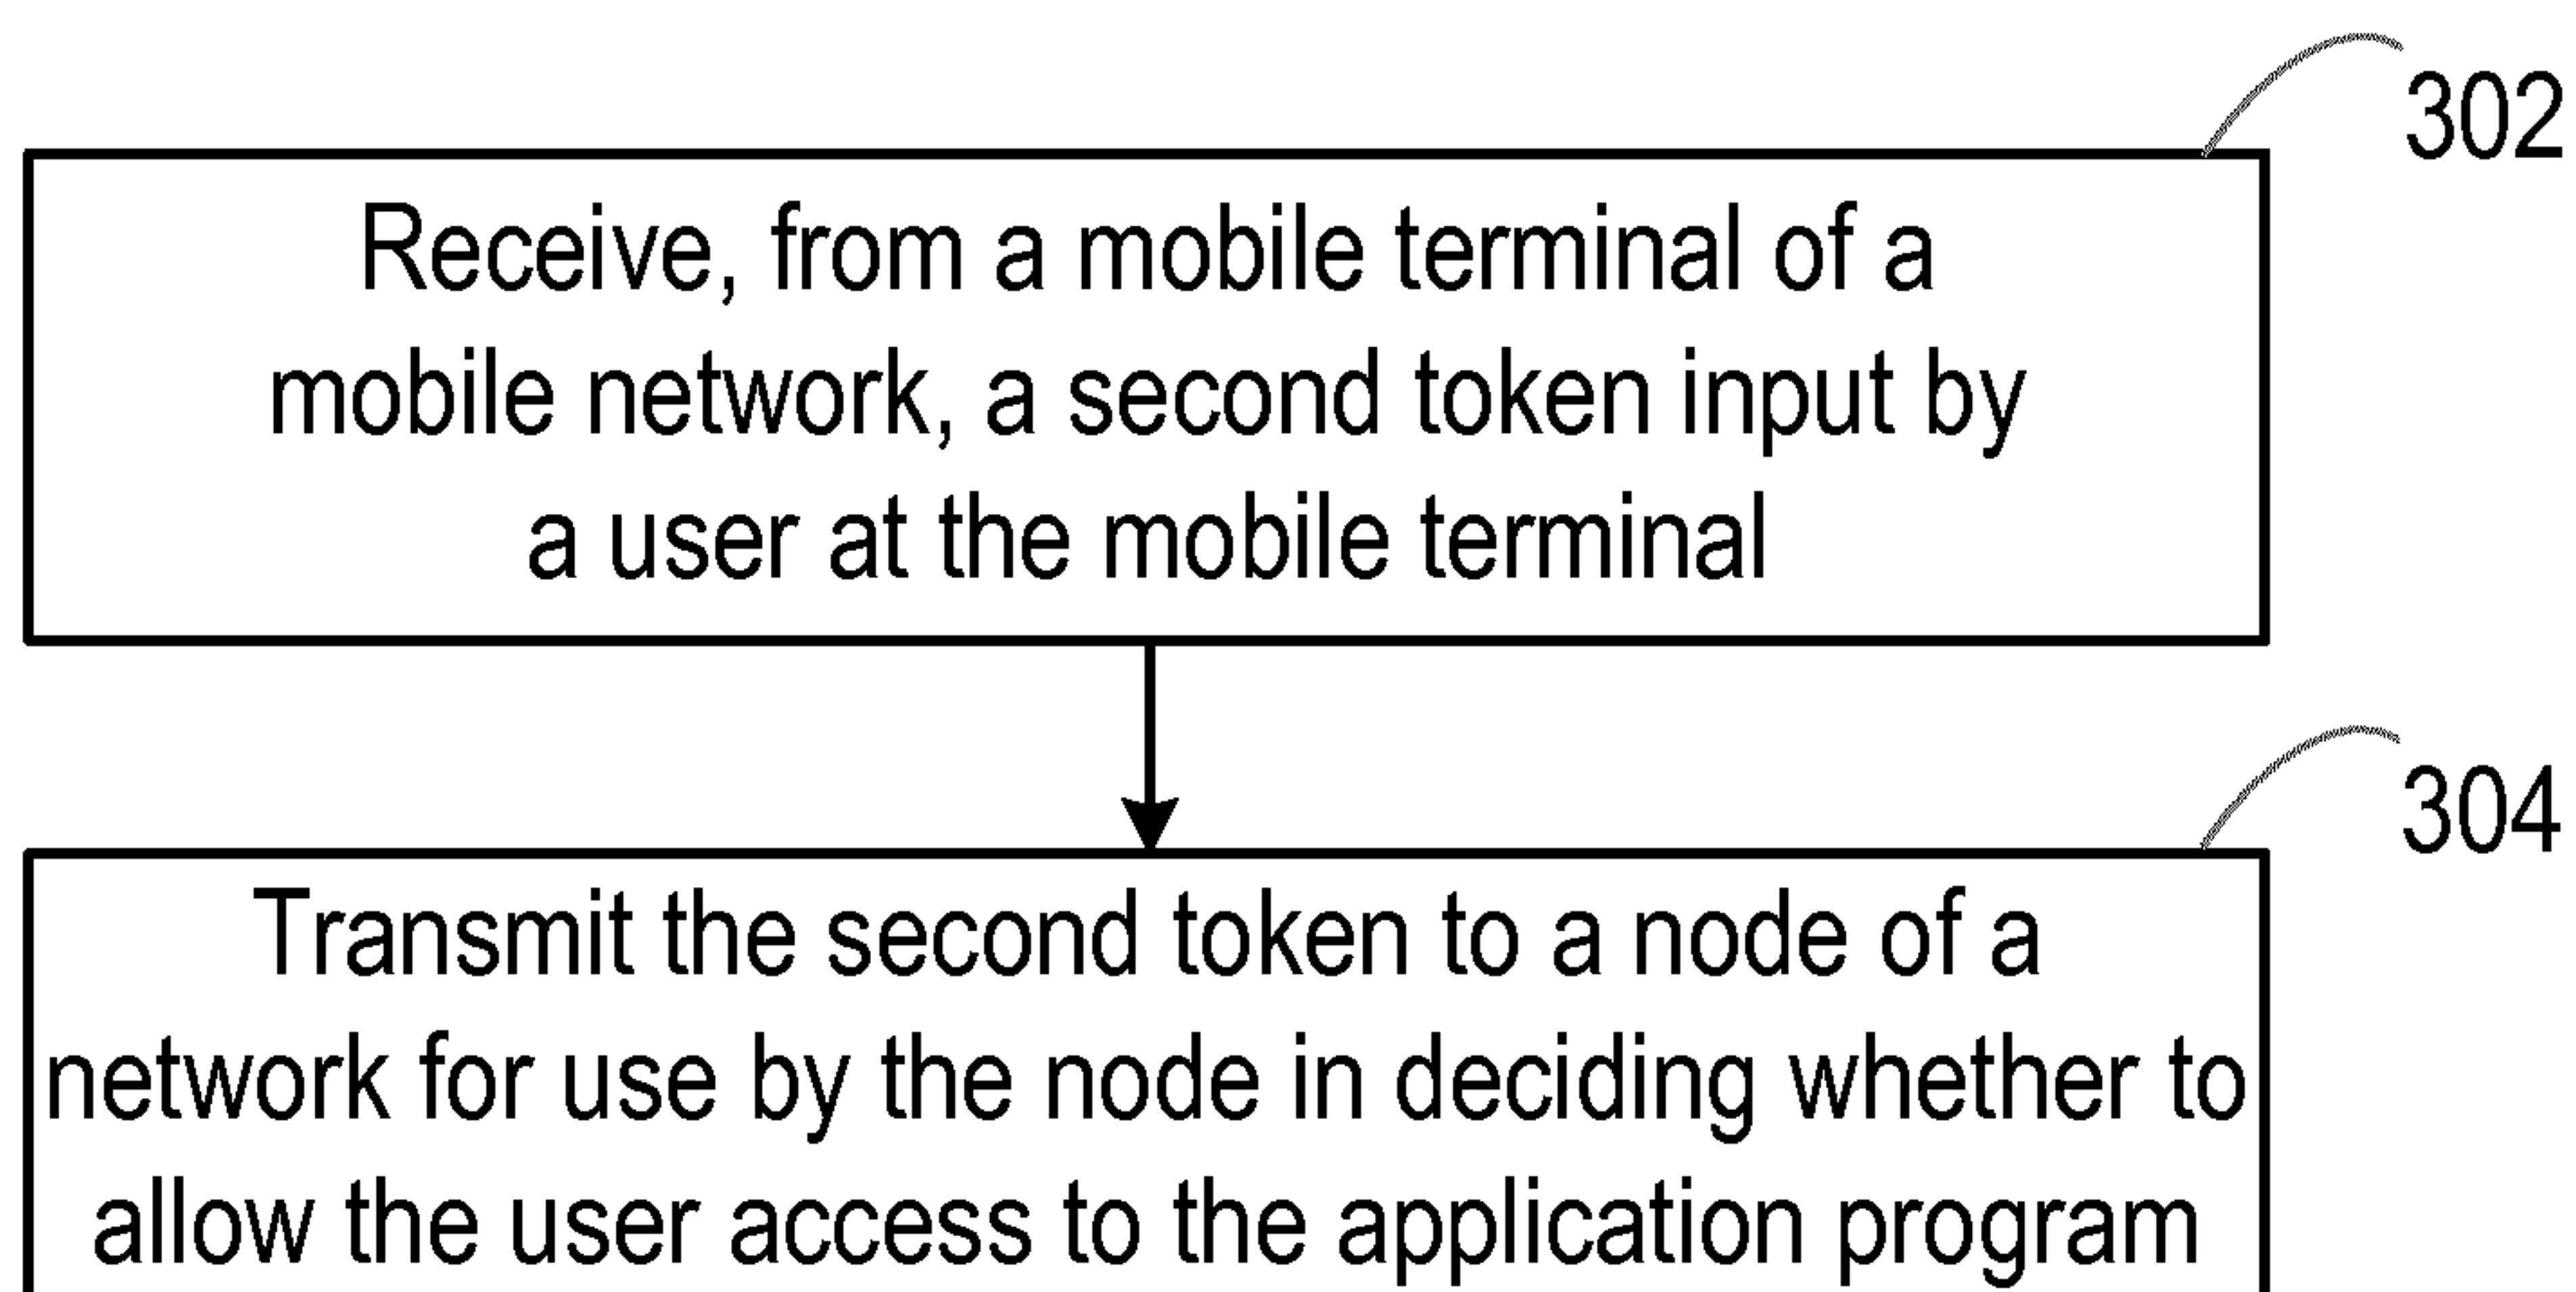 302
Receive, from a mobile terminal of a
mobile network, a second token input by
a user at the mobile terminal
304
Transmit the second token to a node of a
network for use by the node in deciding whether to
allow the user access to the application program